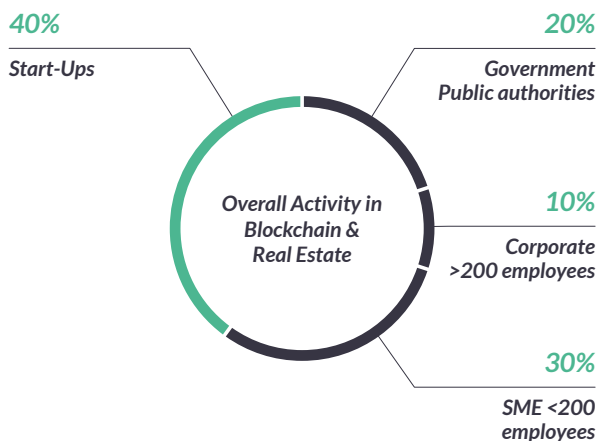 40%
Start-Ups
20%
Government
Public authorities
Overall Activity in
Blockchain &
Real Estate
10%
Corporate
>200 employees
30%
SME <200
employees